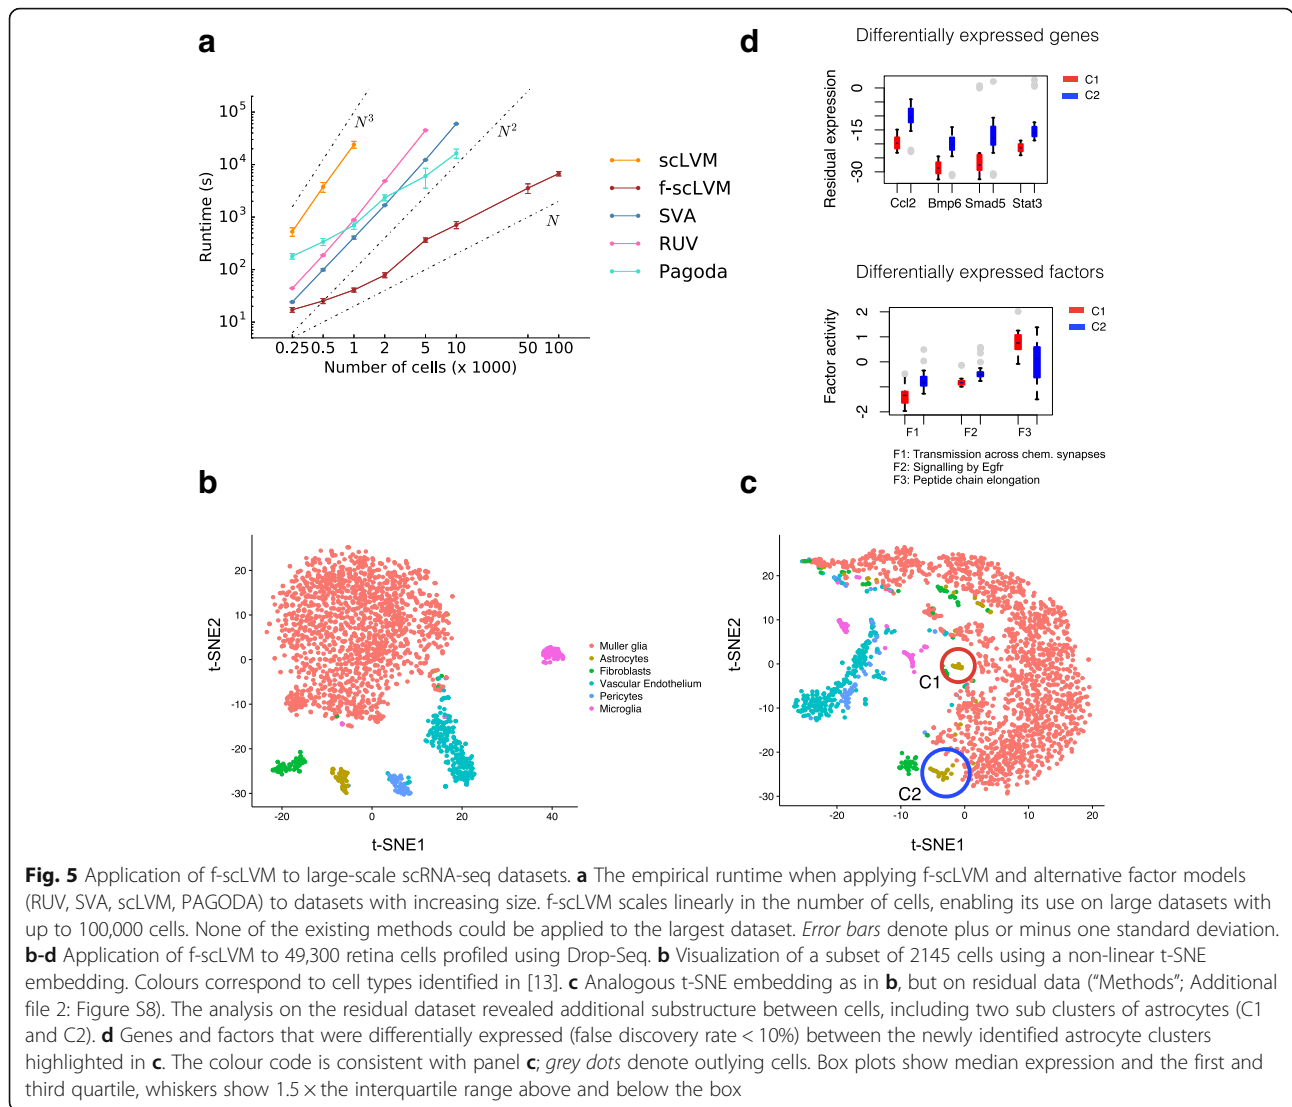 a
10^5
10^4
10^3
10^2
10^1
Runtime (s)
N^3
N^2
N
0.25 0.5 1 2 5 10 50 100
Number of cells (x 1000)
scLVM
f-scLVM
SVA
RUV
Pagoda
d
Differentially expressed genes
Residual expression
0
-15
-30
Ccl2 Bmp6 Smad5 Stat3
C1
C2
Differentially expressed factors
Factor activity
2
1
0
-2
F1 F2 F3
C1
C2
F1: Transmission across chem. synapses
F2: Signalling by Egfr
F3: Peptide chain elongation
b
t-SNE2
20
10
0
-10
-20
-30
-20 0 20 40
t-SNE1
Muller glia
Astrocytes
Fibroblasts
Vascular Endothelium
Pericytes
Microglia
c
t-SNE2
20
10
0
-10
-20
-30
C1
C2
-20 -10 0 10 20
t-SNE1
Fig. 5 Application of f-scLVM to large-scale scRNA-seq datasets. a The empirical runtime when applying f-scLVM and alternative factor models
(RUV, SVA, scLVM, PAGODA) to datasets with increasing size. f-scLVM scales linearly in the number of cells, enabling its use on large datasets with
up to 100,000 cells. None of the existing methods could be applied to the largest dataset. Error bars denote plus or minus one standard deviation.
b-d Application of f-scLVM to 49,300 retina cells profiled using Drop-Seq. b Visualization of a subset of 2145 cells using a non-linear t-SNE
embedding. Colours correspond to cell types identified in [13]. c Analogous t-SNE embedding as in b, but on residual data (“Methods”; Additional
file 2: Figure S8). The analysis on the residual dataset revealed additional substructure between cells, including two sub clusters of astrocytes (C1
and C2). d Genes and factors that were differentially expressed (false discovery rate < 10%) between the newly identified astrocyte clusters
highlighted in c. The colour code is consistent with panel c; grey dots denote outlying cells. Box plots show median expression and the first and
third quartile, whiskers show 1.5 × the interquartile range above and below the box